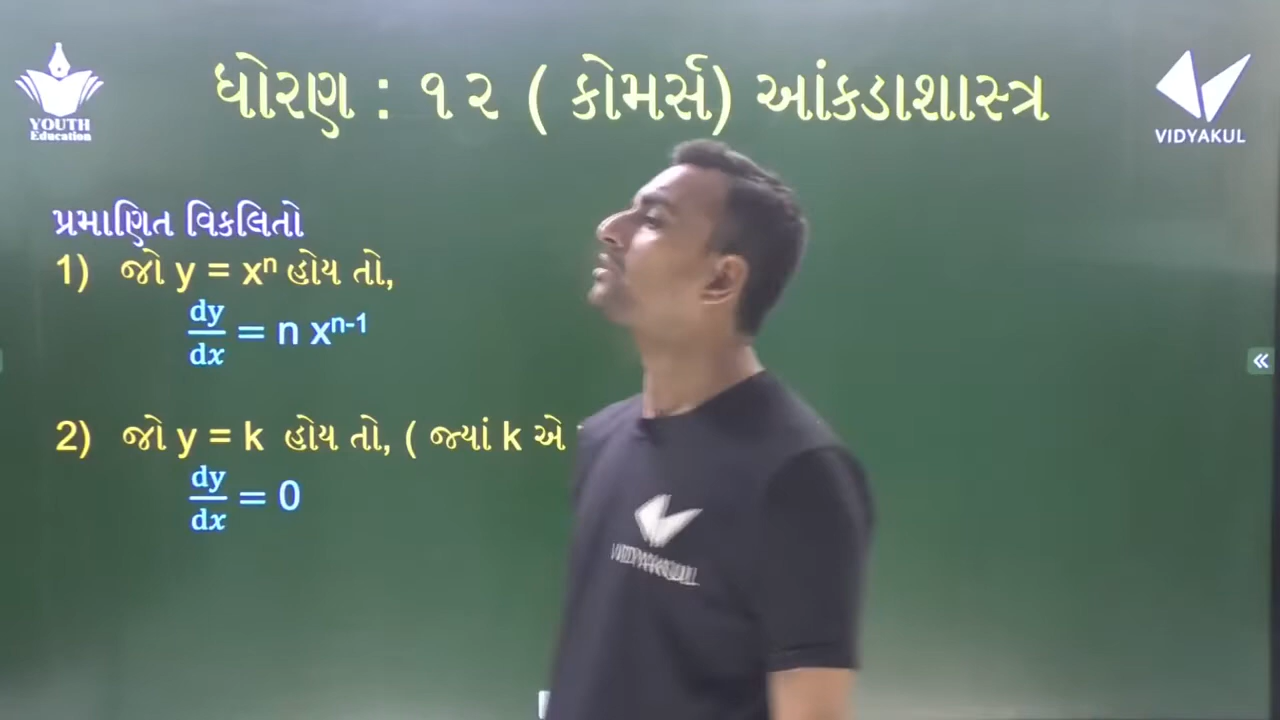 YOUTH
Education
ધોરણ : ૧૨ ( કોમર્સ) આંકડાશાસ્ત્ર
VIDYAKUL
પ્રમાણિત વિકલિતો
1) જો y = xⁿ હોય તો,
dy/dx = n xⁿ⁻¹
2) જો y = k હોય તો, ( જ્યાં k એ
dy/dx = 0